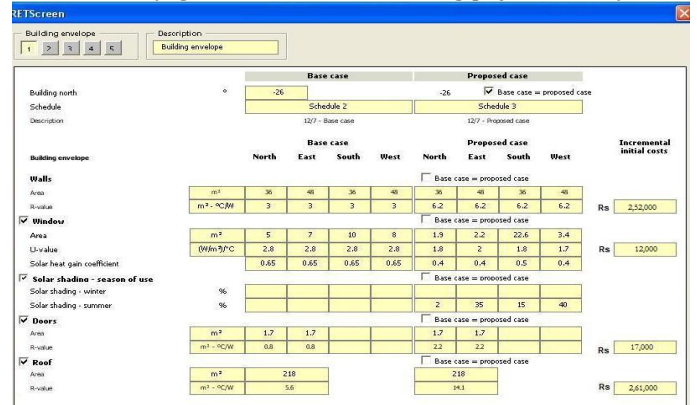 RETScreen
Building envelope Description
1 2 3 4 5 Building envelope
Base case Proposed case
Building north ° -26 -26 Base case = proposed case
Schedule Schedule 2 Schedule 3
Description 12/7 - Base case 12/7 - Proposed case
Base case Proposed case Incremental initial costs
Building envelope North East South West North East South West
Walls Base case = proposed case
Area m² 36 48 36 48 36 48 36 48
R-value m² - °C/W 3 3 3 3 6.2 6.2 6.2 6.2 Rs 2,52,000
Window Base case = proposed case
Area m² 5 7 10 8 1.9 2.2 22.6 3.4
U-value (W/m²)/°C 2.8 2.8 2.8 2.8 1.8 2 1.8 1.7 Rs 12,000
Solar heat gain coefficient 0.65 0.65 0.65 0.65 0.4 0.4 0.5 0.4
Solar shading - season of use Base case = proposed case
Solar shading - winter %
Solar shading - summer % 2 35 15 40
Doors Base case = proposed case
Area m² 1.7 1.7 1.7 1.7
R-value m² - °C/W 0.8 0.8 2.2 2.2 Rs 17,000
Roof Base case = proposed case
Area m² 218 218
R-value m² - °C/W 5.6 14.1 Rs 2,61,000